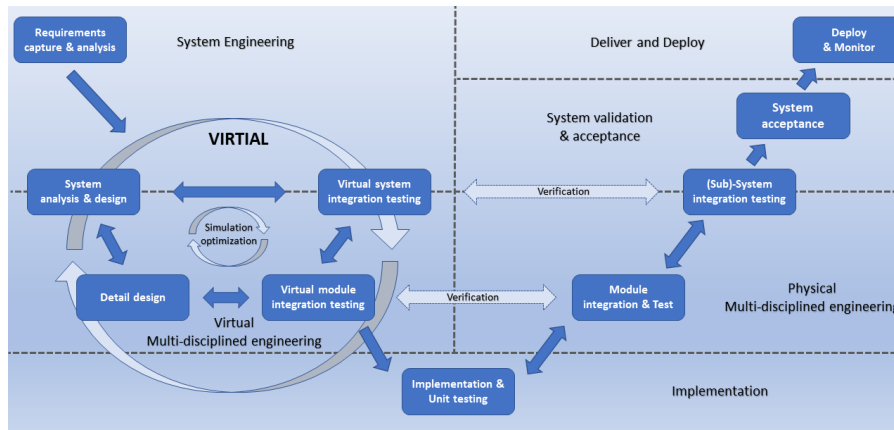 Requirements
capture & analysis
System Engineering
Deliver and Deploy
Deploy
& Monitor
System
acceptance
System validation
& acceptance
VIRTIAL
System
analysis & design
Virtual system
integration testing
Verification
(Sub)-System
integration testing
Simulation
optimization
Detail design
Virtual module
integration testing
Verification
Module
integration & Test
Physical
Multi-disciplined engineering
Virtual
Multi-disciplined engineering
Implementation &
Unit testing
Implementation